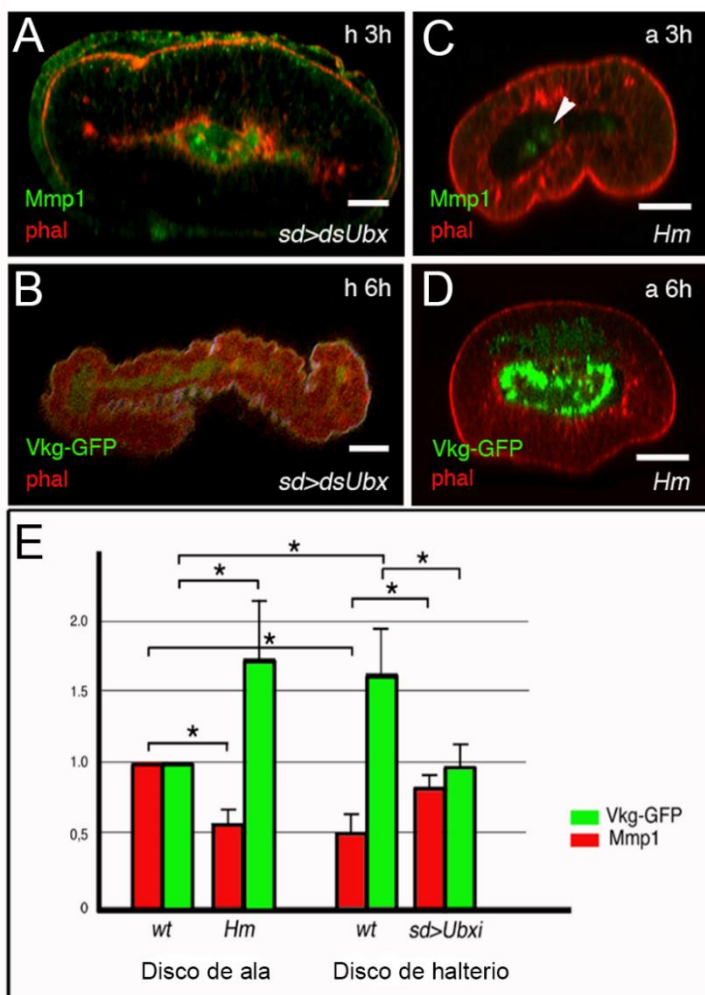 A
h 3h
Mmp1
phal
sd>dsUbx
C
a 3h
Mmp1
phal
Hm
B
h 6h
Vkg-GFP
phal
sd>dsUbx
D
a 6h
Vkg-GFP
phal
Hm
E
* *
*
*
*
*
2.0
1.5
1.0
0,5
0
Vkg-GFP
Mmp1
wt Hm wt sd>Ubxi
Disco de ala Disco de halterio